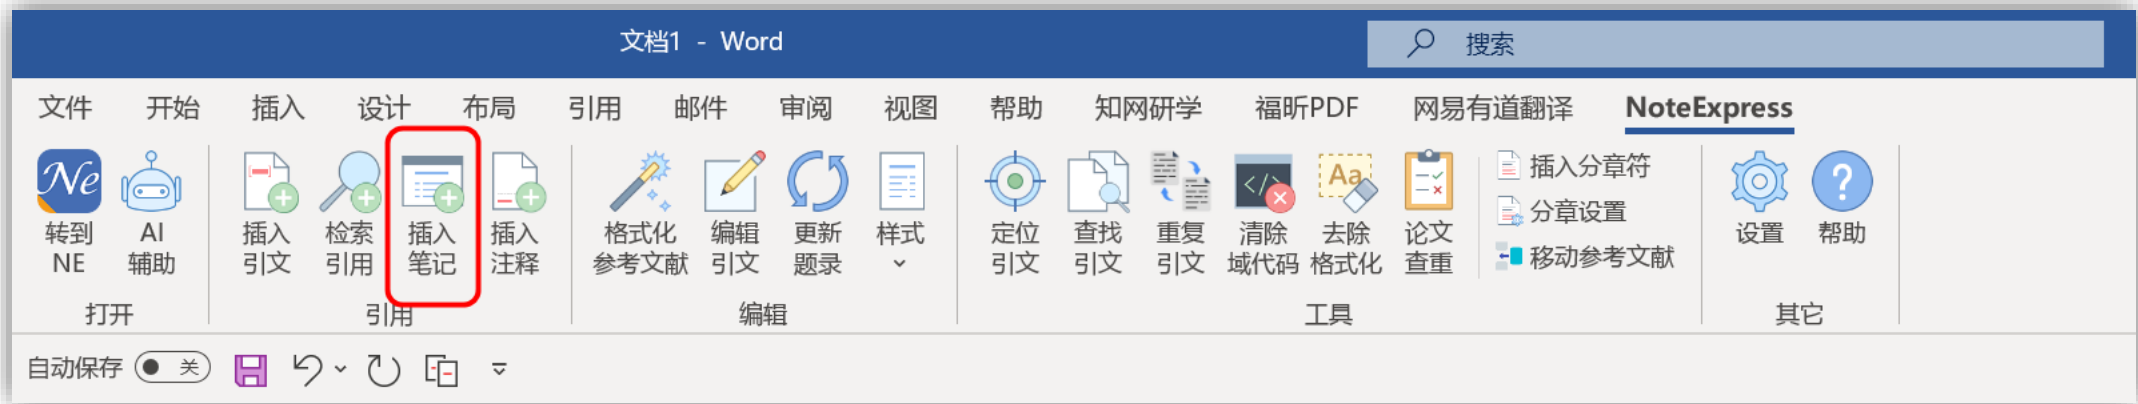 文档1 - Word
搜索
文件 开始 插入 设计 布局 引用 邮件 审阅 视图 帮助 知网研学 福昕PDF 网易有道翻译 NoteExpress
Ne
转到
NE
AI
辅助
打开
插入
引文
检索
引用
插入
笔记
插入
注释
引用
格式化
参考文献
编辑
引文
更新
题录
样式
编辑
定位
引文
查找
引文
重复
引文
</>
清除
域代码
Aa
去除
格式化
论文
查重
插入分章符
分章设置
移动参考文献
工具
设置
?
帮助
其它
自动保存 关